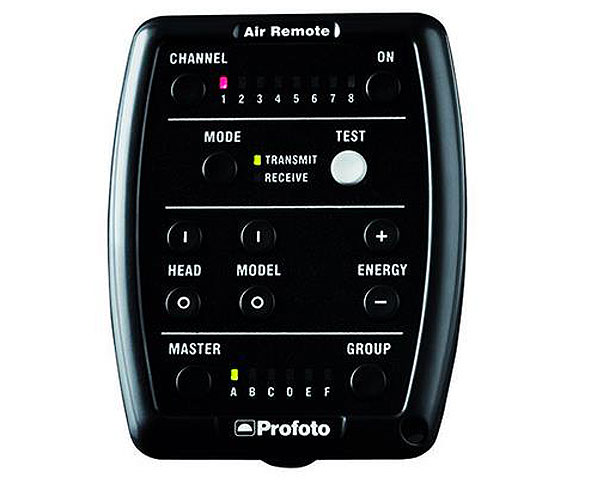 Air Remote
CHANNEL ON
1 2 3 4 5 6 7 8
MODE TEST
TRANSMIT
RECEIVE
I I +
HEAD MODEL ENERGY
O O −
MASTER GROUP
A B C D E F
Profoto